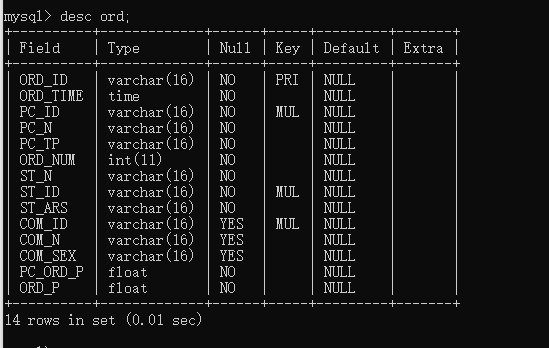 mysql> desc ord;
+-----------+-------------+------+-----+---------+-------+
| Field     | Type        | Null | Key | Default | Extra |
+-----------+-------------+------+-----+---------+-------+
| ORD_ID    | varchar(16) | NO   | PRI | NULL    |       |
| ORD_TIME  | time        | NO   |     | NULL    |       |
| PC_ID     | varchar(16) | NO   | MUL | NULL    |       |
| PC_N      | varchar(16) | NO   |     | NULL    |       |
| PC_TP     | varchar(16) | NO   |     | NULL    |       |
| ORD_NUM   | int(11)     | NO   |     | NULL    |       |
| ST_N      | varchar(16) | NO   |     | NULL    |       |
| ST_ID     | varchar(16) | NO   | MUL | NULL    |       |
| ST_ARS    | varchar(16) | NO   |     | NULL    |       |
| COM_ID    | varchar(16) | YES  | MUL | NULL    |       |
| COM_N     | varchar(16) | YES  |     | NULL    |       |
| COM_SEX   | varchar(16) | YES  |     | NULL    |       |
| PC_ORD_P  | float       | NO   |     | NULL    |       |
| ORD_P     | float       | NO   |     | NULL    |       |
+-----------+-------------+------+-----+---------+-------+
14 rows in set (0.01 sec)